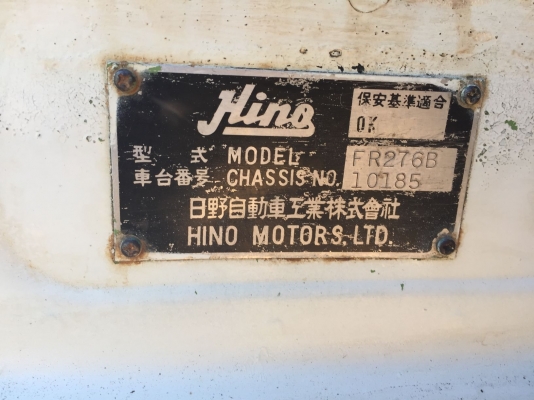 Hino
保安基準適合
OK
型 式 MODEL FR276B
車台番号 CHASSIS NO. 10185
日野自動車工業株式會社
HINO MOTORS. LTD.